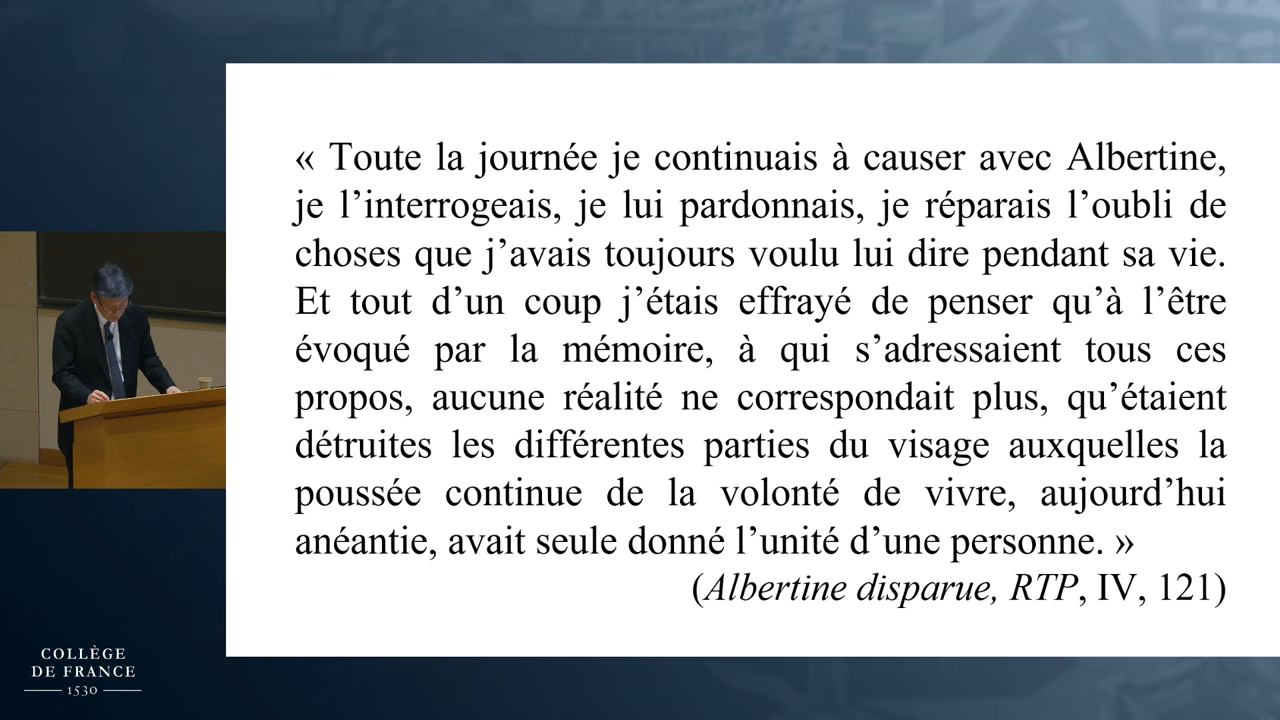 « Toute la journée je continuais à causer avec Albertine,
je l’interrogeais, je lui pardonnais, je réparais l’oubli de
choses que j’avais toujours voulu lui dire pendant sa vie.
Et tout d’un coup j’étais effrayé de penser qu’à l’être
évoqué par la mémoire, à qui s’adressaient tous ces
propos, aucune réalité ne correspondait plus, qu’étaient
détruites les différentes parties du visage auxquelles la
poussée continue de la volonté de vivre, aujourd’hui
anéantie, avait seule donné l’unité d’une personne. »
(Albertine disparue, RTP, IV, 121)
COLLÈGE
DE FRANCE
1530